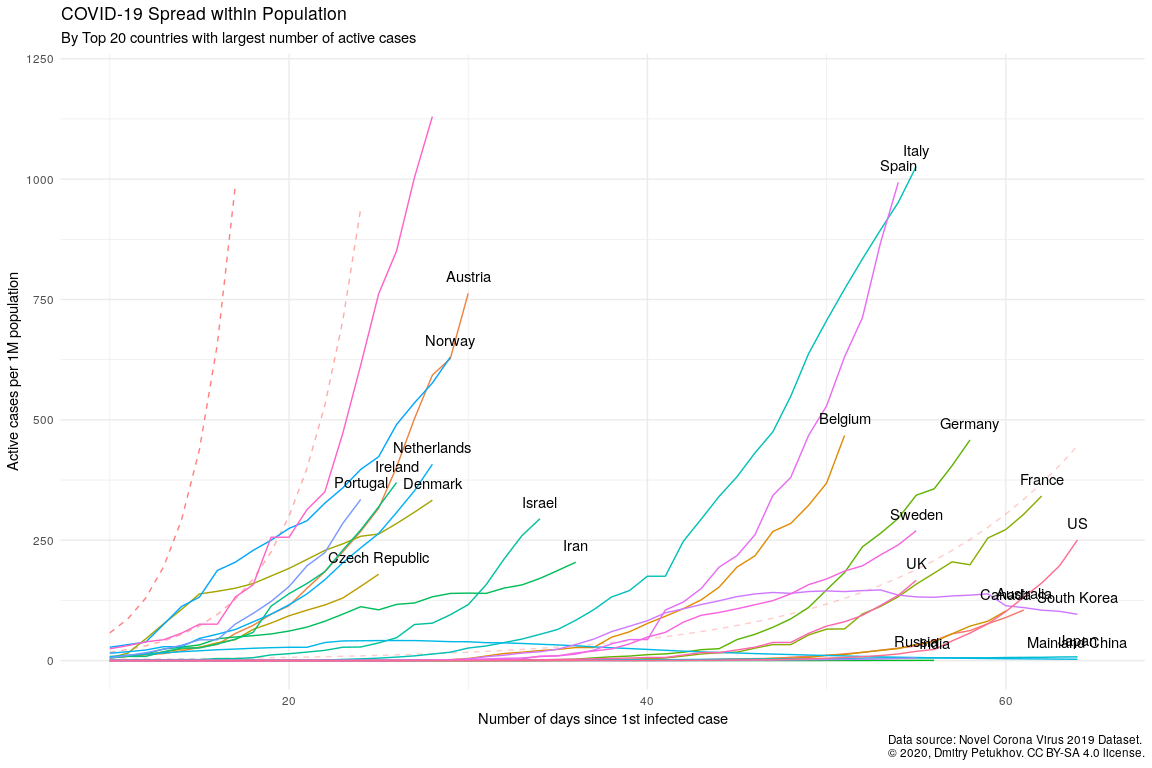 COVID-19 Spread within Population
By Top 20 countries with largest number of active cases
1250
1000
750
500
250
0
Active cases per 1M population
Italy
Spain
Austria
Norway
Belgium
Germany
Netherlands
Ireland
Portugal
Denmark
France
Israel
Sweden
US
Iran
Czech Republic
UK
Canada
Australia
South Korea
Russia
India
Mainland China
Japan
20
40
60
Number of days since 1st infected case
Data source: Novel Corona Virus 2019 Dataset.
© 2020, Dmitry Petukhov. CC BY-SA 4.0 license.